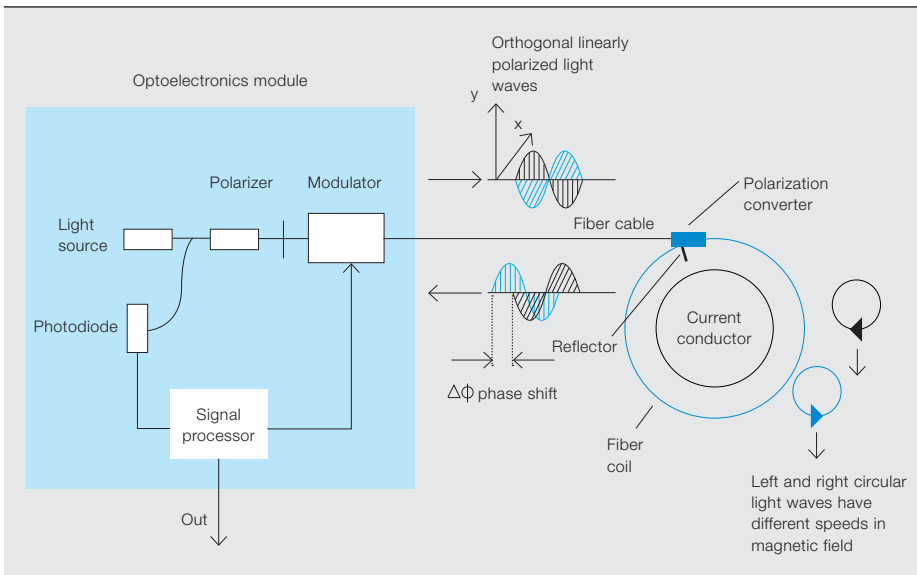 Orthogonal linearly
polarized light
waves
Optoelectronics module
y
x
Polarizer
Modulator
Polarization
converter
Fiber cable
Light
source
Photodiode
Current
conductor
Reflector
ΔΦ phase shift
Signal
processor
Fiber
coil
Left and right circular
light waves have
different speeds in
magnetic field
Out